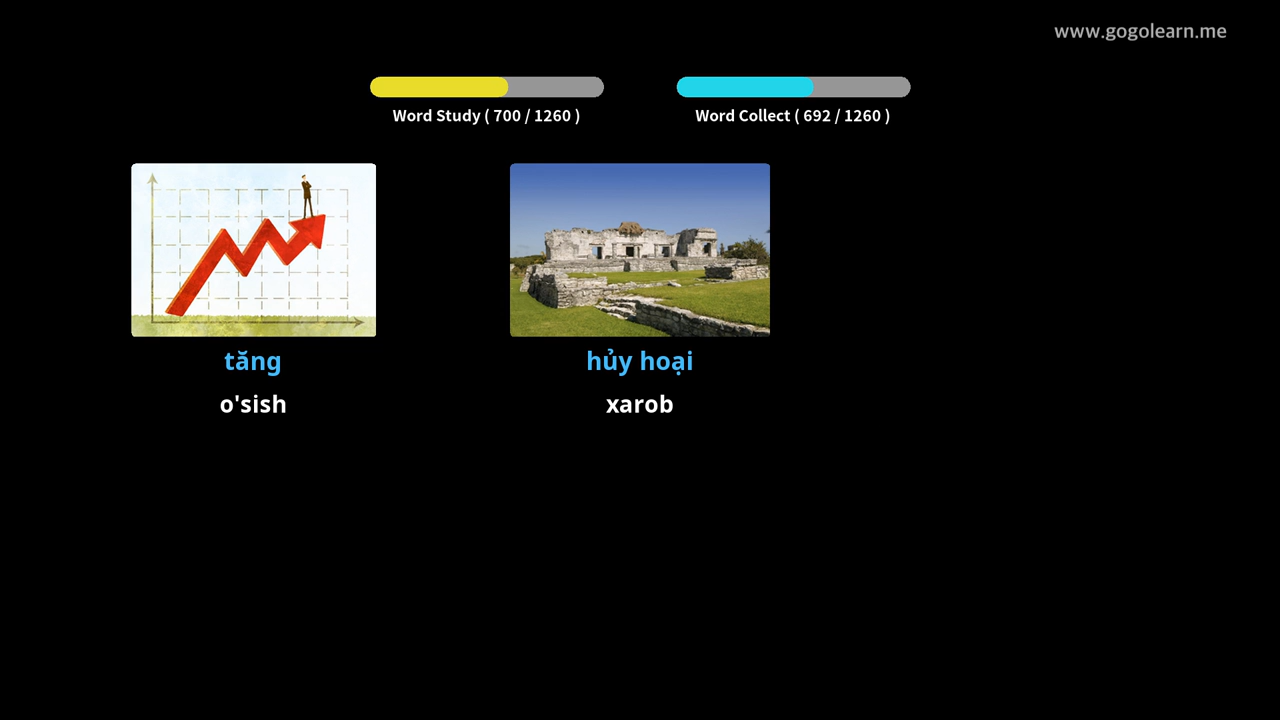 www.gogolearn.me
Word Study ( 700 / 1260 )
Word Collect ( 692 / 1260 )
tăng
o'sish
hủy hoại
xarob